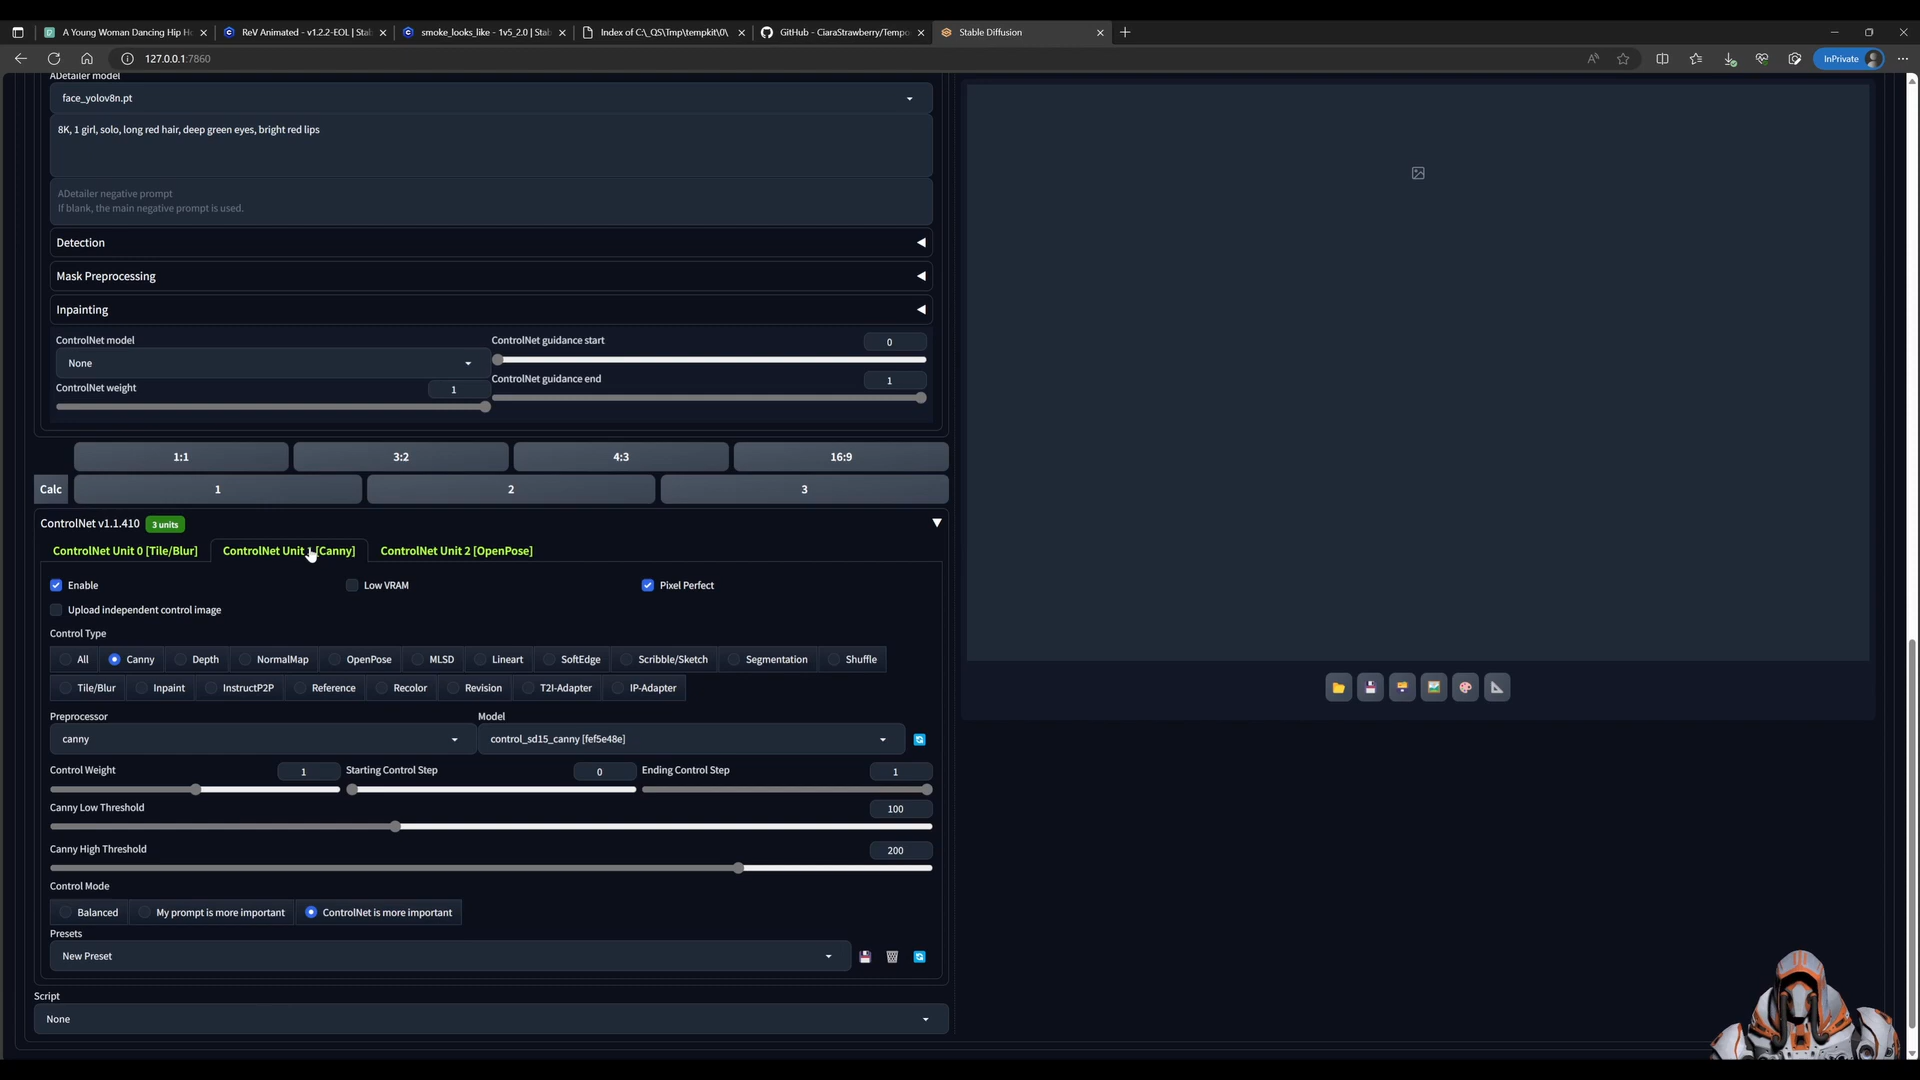 A Young Woman Dancing Hip H
ReV Animated - v1.2.2-EOL | Stab
smoke_looks_like - 1v5_2.0 | Stab
Index of C:\_QS\Tmp\tempkit\0\
GitHub - CiaraStrawberry/Tempo
Stable Diffusion
127.0.0.1:7860
InPrivate
ADetailer model
face_yolov8n.pt
8K, 1 girl, solo, long red hair, deep green eyes, bright red lips
ADetailer negative prompt
If blank, the main negative prompt is used.
Detection
Mask Preprocessing
Inpainting
ControlNet model
ControlNet guidance start
0
None
ControlNet guidance end
1
ControlNet weight
1
1:1
3:2
4:3
16:9
Calc
1
2
3
ControlNet v1.1.410
3 units
ControlNet Unit 0 [Tile/Blur]
ControlNet Unit 1 [Canny]
ControlNet Unit 2 [OpenPose]
Enable
Low VRAM
Pixel Perfect
Upload independent control image
Control Type
All
Canny
Depth
NormalMap
OpenPose
MLSD
Lineart
SoftEdge
Scribble/Sketch
Segmentation
Shuffle
Tile/Blur
Inpaint
InstructP2P
Reference
Recolor
Revision
T2I-Adapter
IP-Adapter
Preprocessor
Model
canny
control_sd15_canny [fef5e48e]
Control Weight
1
Starting Control Step
0
Ending Control Step
1
Canny Low Threshold
100
Canny High Threshold
200
Control Mode
Balanced
My prompt is more important
ControlNet is more important
Presets
New Preset
Script
None